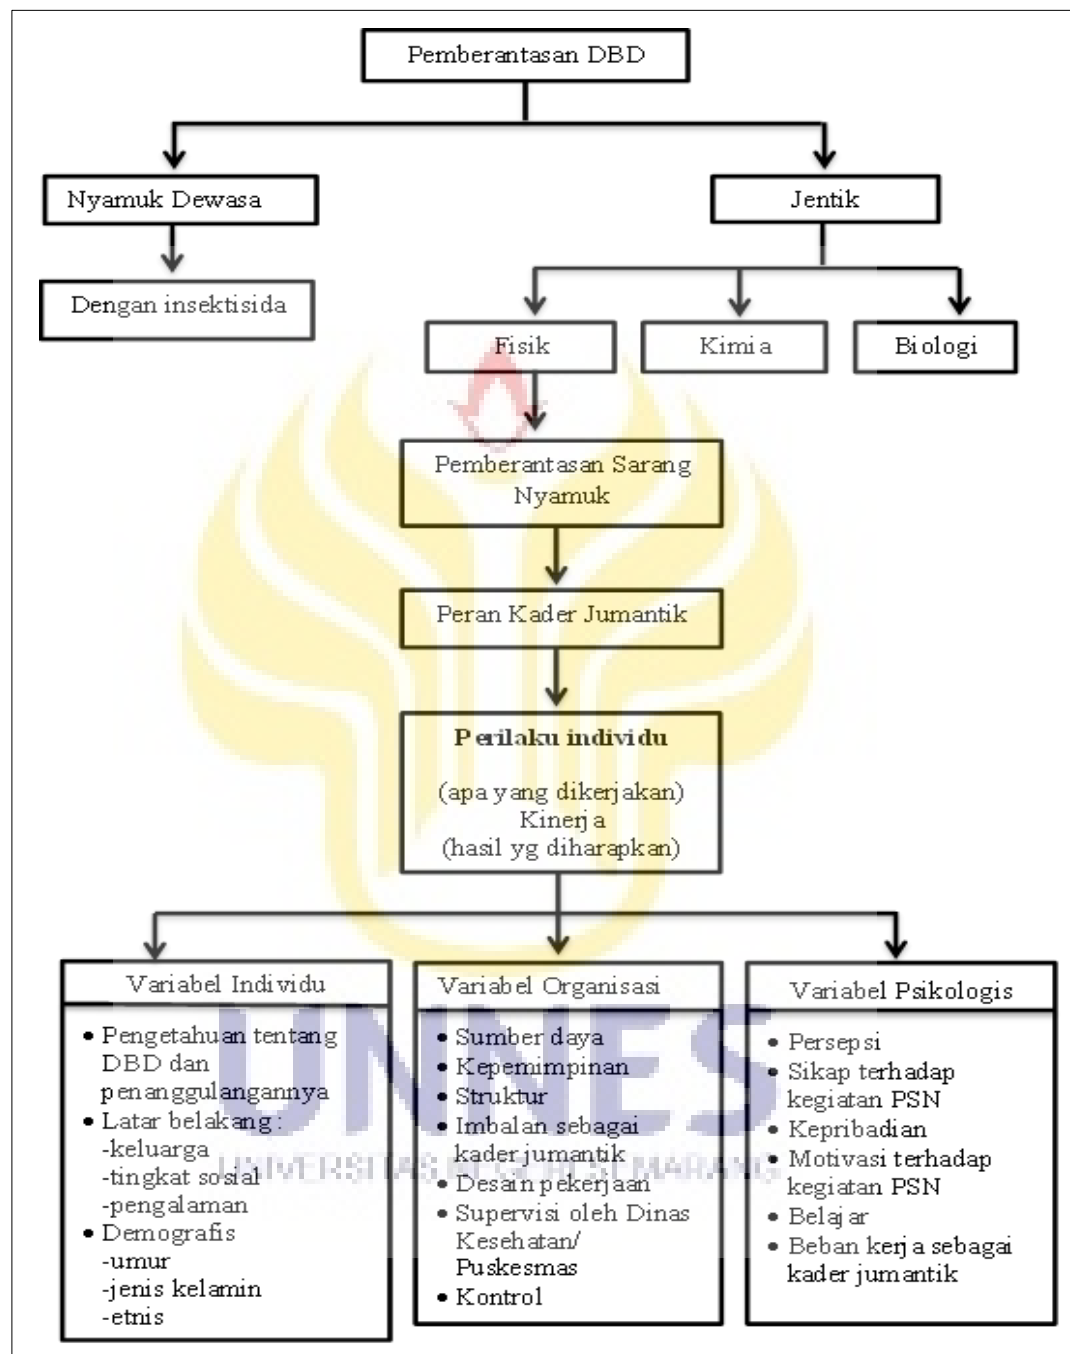 Pemberantasan DBD
Nyamuk Dewasa
Jentik
Dengan insektisida
Fisik
Kimia
Biologi
Pemberantasan Sarang
Nyamuk
Peran Kader Jumantik
Perilaku individu
(apa yang dikerjakan)
Kinerja
(hasil yg diharapkan)
Variabel Individu
• Pengetahuan tentang
DBD dan
penanggulangannya
• Latar belakang :
-keluarga
-tingkat sosial
-pengalaman
• Demografis
-umur
-jenis kelamin
-etnis
Variabel Organisasi
• Sumber daya
• Kepemimpinan
• Struktur
• Imbalan sebagai
kader jumantik
• Desain pekerjaan
• Supervisi oleh Dinas
Kesehatan/
Puskesmas
• Kontrol
Variabel Psikologis
• Persepsi
• Sikap terhadap
kegiatan PSN
• Kepribadian
• Motivasi terhadap
kegiatan PSN
• Belajar
• Beban kerja sebagai
kader jumantik
UNNES
UNIVERSITAS NEGERI SEMARANG